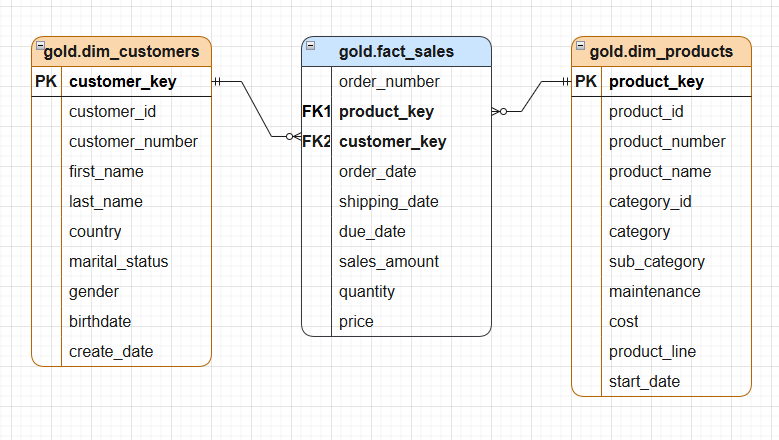 gold.dim_customers
PK customer_key
customer_id
customer_number
first_name
last_name
country
marital_status
gender
birthdate
create_date
gold.fact_sales
order_number
FK1 product_key
FK2 customer_key
order_date
shipping_date
due_date
sales_amount
quantity
price
gold.dim_products
PK product_key
product_id
product_number
product_name
category_id
category
sub_category
maintenance
cost
product_line
start_date